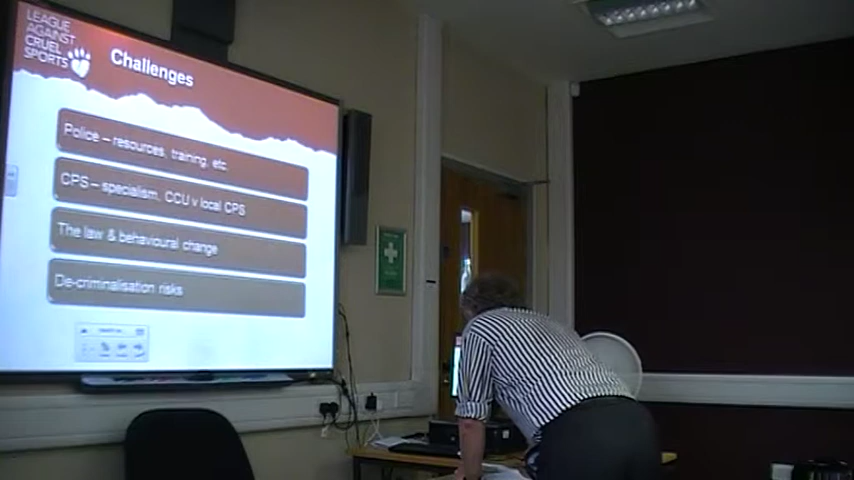 LEAGUE
AGAINST
CRUEL
SPORTS
Challenges
Police – resources, training, etc.
CPS – specialism, CCU v local CPS
The law & behavioural change
De-criminalisation risks